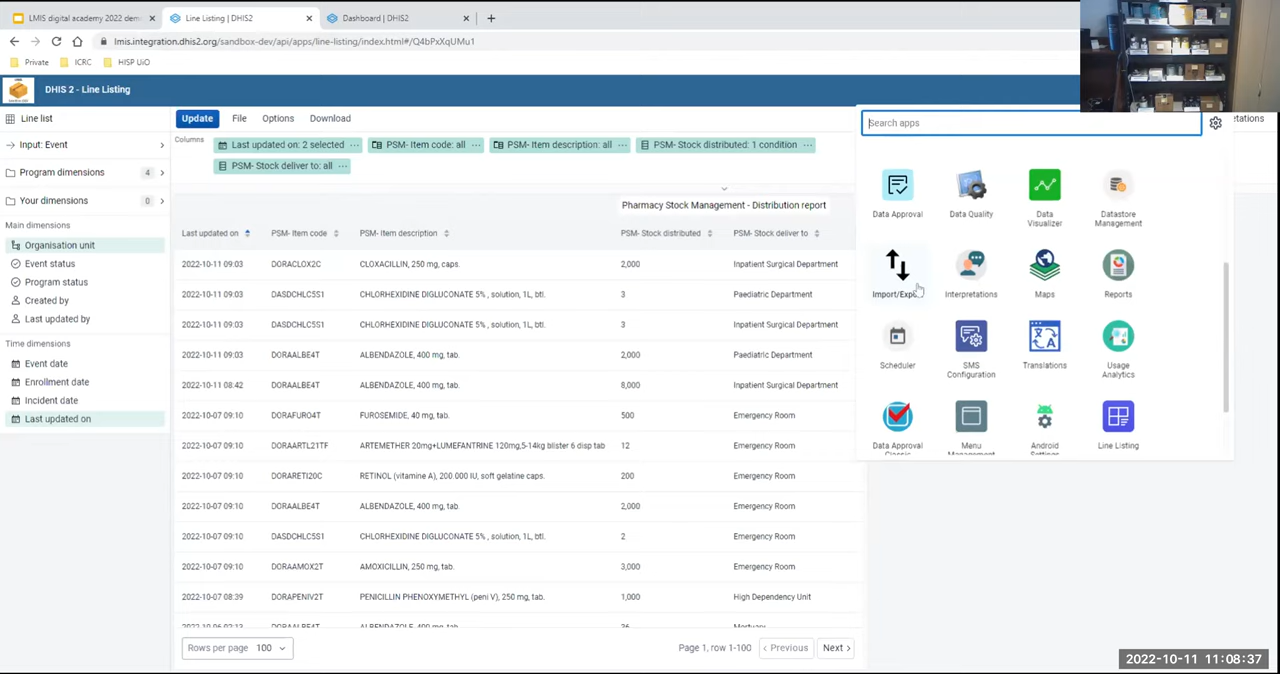 LMIS digital academy 2022 dem
Line Listing | DHIS2
Dashboard | DHIS2
lmis.integration.dhis2.org/sandbox-dev/api/apps/line-listing/index.html#/Q4bPxXqUMu1
Private
ICRC
HISP UiO
DHIS 2 - Line Listing
Line list
Input: Event
Program dimensions 4
Your dimensions 0
Main dimensions
Organisation unit
Event status
Program status
Created by
Last updated by
Time dimensions
Event date
Enrollment date
Incident date
Last updated on
Update File Options Download
Columns
Last updated on: 2 selected ... PSM- Item code: all ... PSM- Item description: all ... PSM- Stock distributed: 1 condition ...
PSM- Stock deliver to: all ...
Pharmacy Stock Management - Distribution report
Last updated on PSM- Item code PSM- Item description PSM- Stock distributed PSM- Stock deliver to
2022-10-11 09:03 DORACLOX2C CLOXACILLIN, 250 mg, caps. 2,000 Inpatient Surgical Department
2022-10-11 09:03 DASDCHLC5S1 CHLORHEXIDINE DIGLUCONATE 5% , solution, 1L, btl. 3 Paediatric Department
2022-10-11 09:03 DASDCHLC5S1 CHLORHEXIDINE DIGLUCONATE 5% , solution, 1L, btl. 3 Inpatient Surgical Department
2022-10-11 09:03 DORAALBE4T ALBENDAZOLE, 400 mg, tab. 2,000 Paediatric Department
2022-10-11 08:42 DORAALBE4T ALBENDAZOLE, 400 mg, tab. 8,000 Inpatient Surgical Department
2022-10-07 09:10 DORAFURO4T FUROSEMIDE, 40 mg, tab. 500 Emergency Room
2022-10-07 09:10 DORAARTL21TF ARTEMETHER 20mg+LUMEFANTRINE 120mg,5-14kg blister 6 disp tab 12 Emergency Room
2022-10-07 09:10 DORARETI20C RETINOL (vitamine A), 200 000 IU, soft gelatine caps. 200 Emergency Room
2022-10-07 09:10 DORAALBE4T ALBENDAZOLE, 400 mg, tab. 2,000 Emergency Room
2022-10-07 09:10 DASDCHLC5S1 CHLORHEXIDINE DIGLUCONATE 5% , solution, 1L, btl. 2 Emergency Room
2022-10-07 09:10 DORAAMOX2T AMOXICILLIN, 250 mg, tab. 3,000 Emergency Room
2022-10-07 08:39 DORAPENIV2T PENICILLIN PHENOXYMETHYL (peni V), 250 mg, tab. 1,000 High Dependency Unit
2022-10-06 02:13 DORAALBE4T ALBENDAZOLE, 400 mg, tab. 36 Mortuary
Rows per page 100
Page 1, row 1-100 Previous Next
Search apps
etations
Data Approval
Data Quality
Data Visualizer
Datastore Management
Import/Expo
Interpretations
Maps
Reports
Scheduler
SMS Configuration
Translations
Usage Analytics
Data Approval Classic
Menu Management
Android Settings
Line Listing
2022-10-11 11:08:37